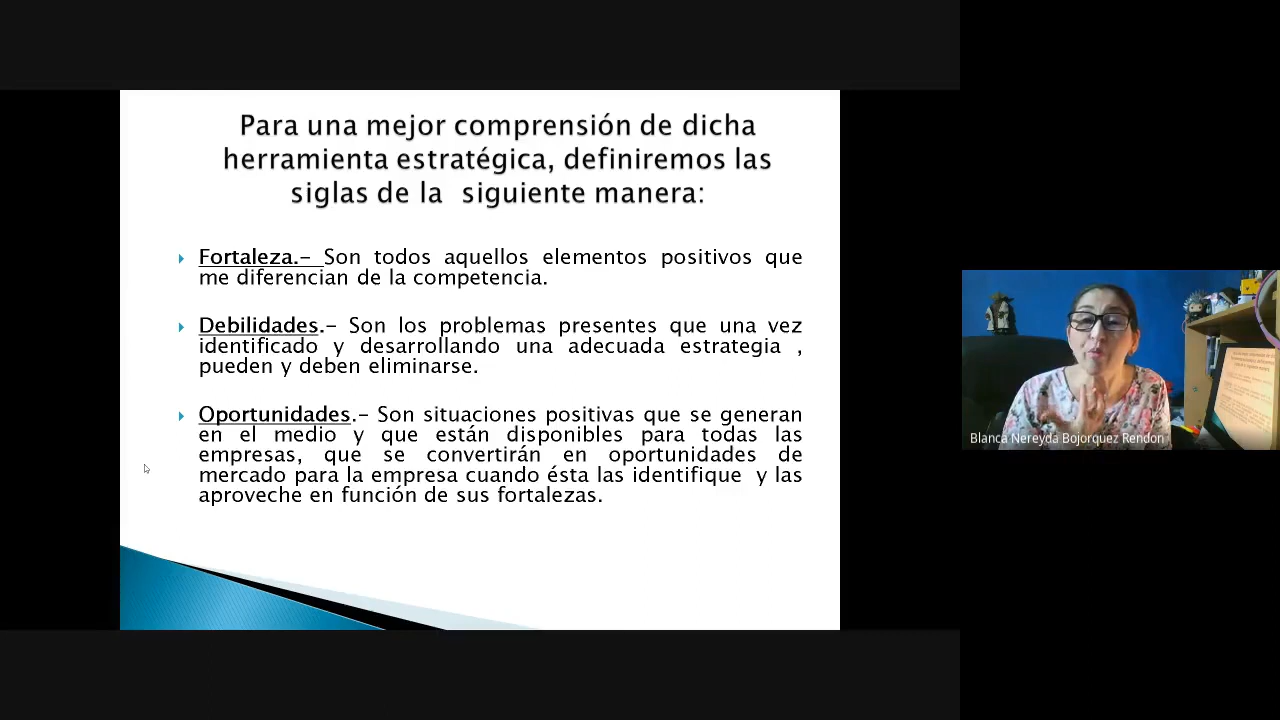 Para una mejor comprensión de dicha
herramienta estratégica, definiremos las
siglas de la siguiente manera:
Fortaleza.- Son todos aquellos elementos positivos que
me diferencian de la competencia.
Debilidades.- Son los problemas presentes que una vez
identificado y desarrollando una adecuada estrategia ,
pueden y deben eliminarse.
Oportunidades.- Son situaciones positivas que se generan
en el medio y que están disponibles para todas las
empresas, que se convertirán en oportunidades de
mercado para la empresa cuando ésta las identifique y las
aproveche en función de sus fortalezas.
Blanca Nereyda Bojorquez Rendon